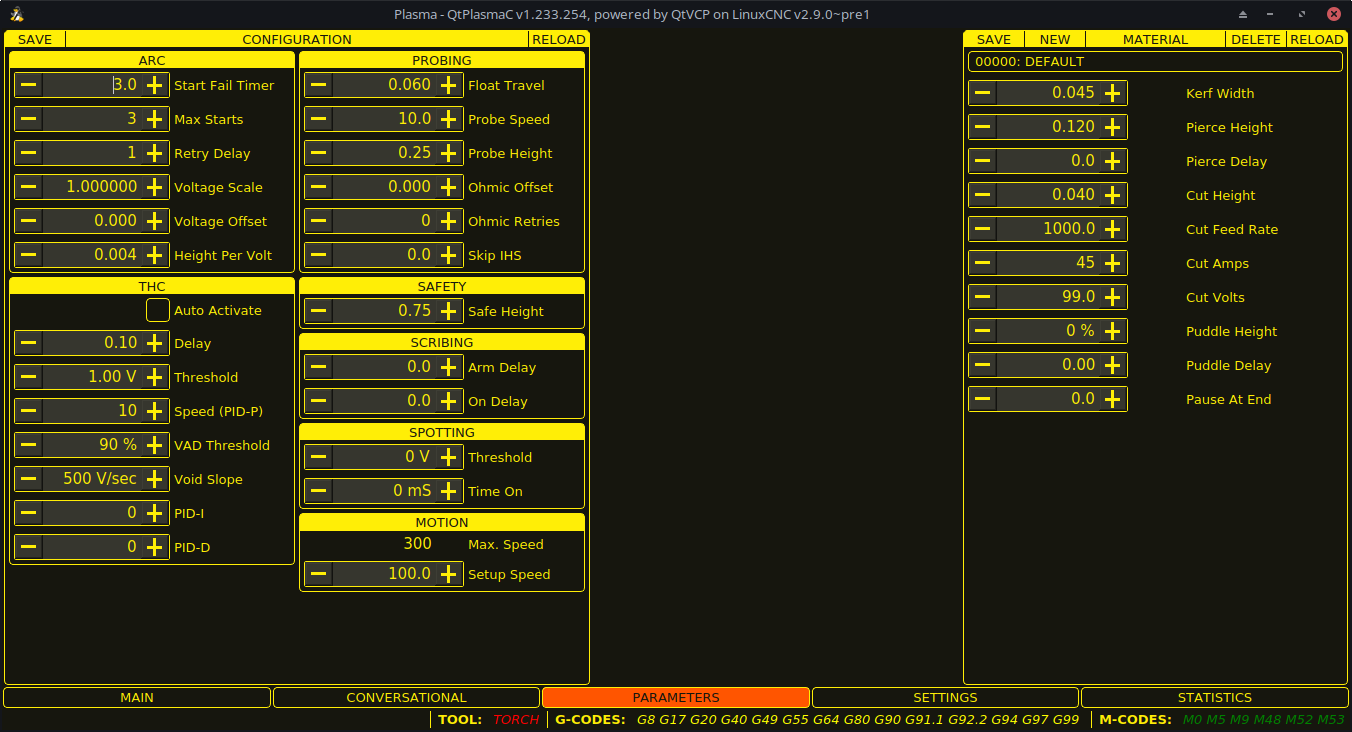 Plasma - QtPlasmaC v1.233.254, powered by QtVCP on LinuxCNC v2.9.0~pre1
SAVE CONFIGURATION RELOAD
ARC
3.0 Start Fail Timer
3 Max Starts
1 Retry Delay
1.000000 Voltage Scale
0.000 Voltage Offset
0.004 Height Per Volt
THC
Auto Activate
0.10 Delay
1.00 V Threshold
10 Speed (PID-P)
90 % VAD Threshold
500 V/sec Void Slope
0 PID-I
0 PID-D
PROBING
0.060 Float Travel
10.0 Probe Speed
0.25 Probe Height
0.000 Ohmic Offset
0 Ohmic Retries
0.0 Skip IHS
SAFETY
0.75 Safe Height
SCRIBING
0.0 Arm Delay
0.0 On Delay
SPOTTING
0 V Threshold
0 mS Time On
MOTION
300 Max. Speed
100.0 Setup Speed
SAVE NEW MATERIAL DELETE RELOAD
00000: DEFAULT
0.045 Kerf Width
0.120 Pierce Height
0.0 Pierce Delay
0.040 Cut Height
1000.0 Cut Feed Rate
45 Cut Amps
99.0 Cut Volts
0 % Puddle Height
0.00 Puddle Delay
0.0 Pause At End
MAIN CONVERSATIONAL PARAMETERS SETTINGS STATISTICS
TOOL: TORCH G-CODES: G8 G17 G20 G40 G49 G55 G64 G80 G90 G91.1 G92.2 G94 G97 G99 M-CODES: M0 M5 M9 M48 M52 M53